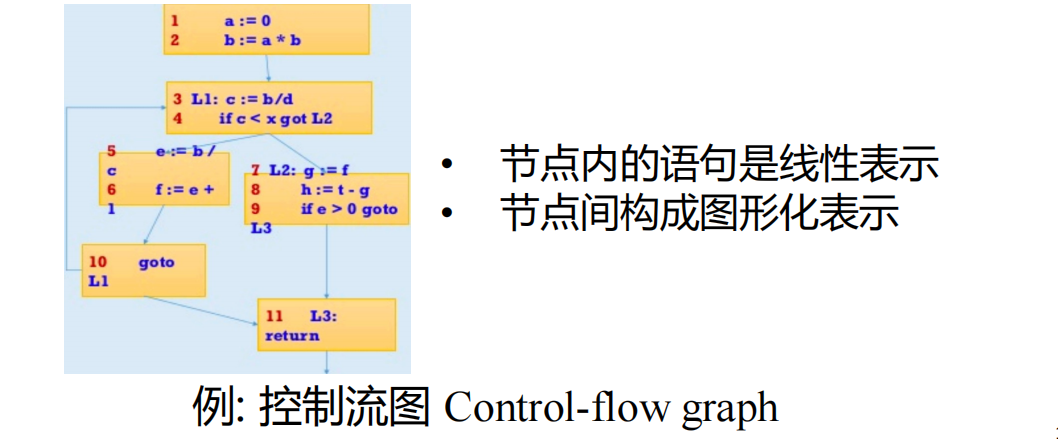 1 a := 0
2 b := a * b
3 L1: c := b/d
4 if c < x got L2
5 e := b /
c
6 f := e +
1
7 L2: g := f
8 h := t - g
9 if e > 0 goto
L3
10 goto
L1
11 L3:
return
• 节点内的语句是线性表示
• 节点间构成图形化表示
例: 控制流图 Control-flow graph